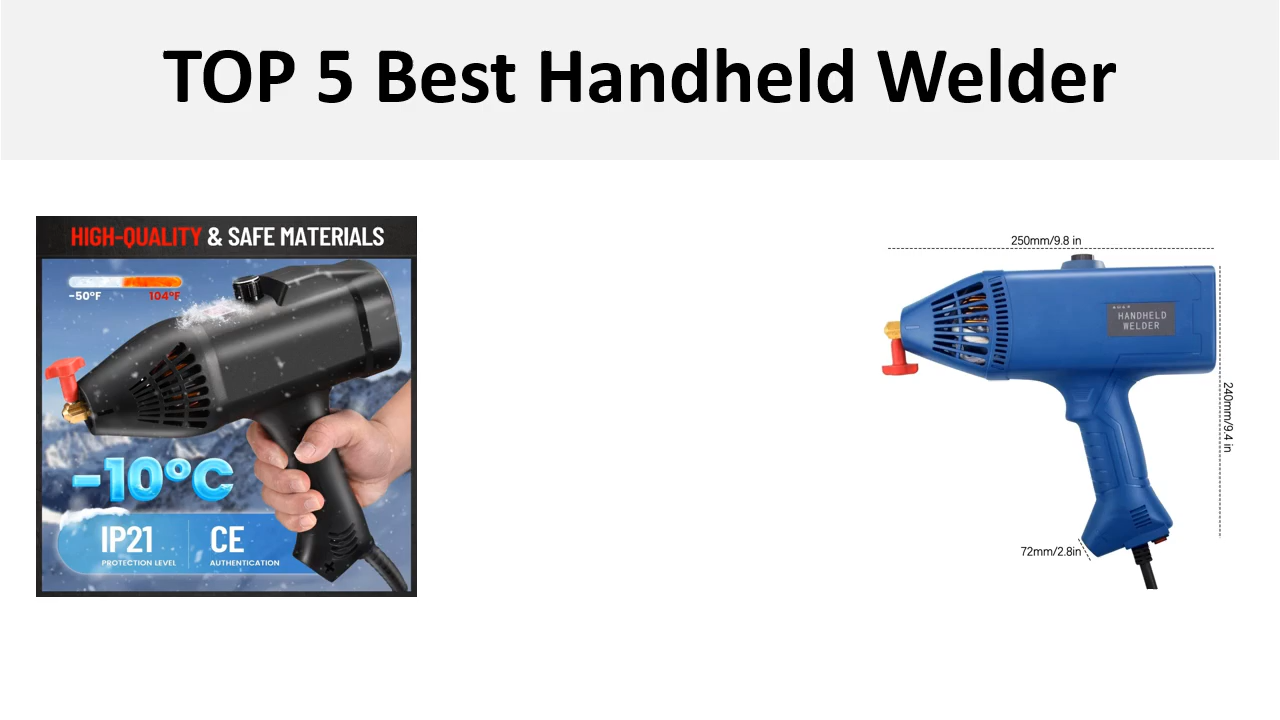 TOP 5 Best Handheld Welder
HIGH-QUALITY & SAFE MATERIALS
-50°F
104°F
-10°C
IP21
PROTECTION LEVEL
CE
AUTHENTICATION
250mm/9.8 in
HANDHELD
WELDER
240mm/9.4 in
72mm/2.8in